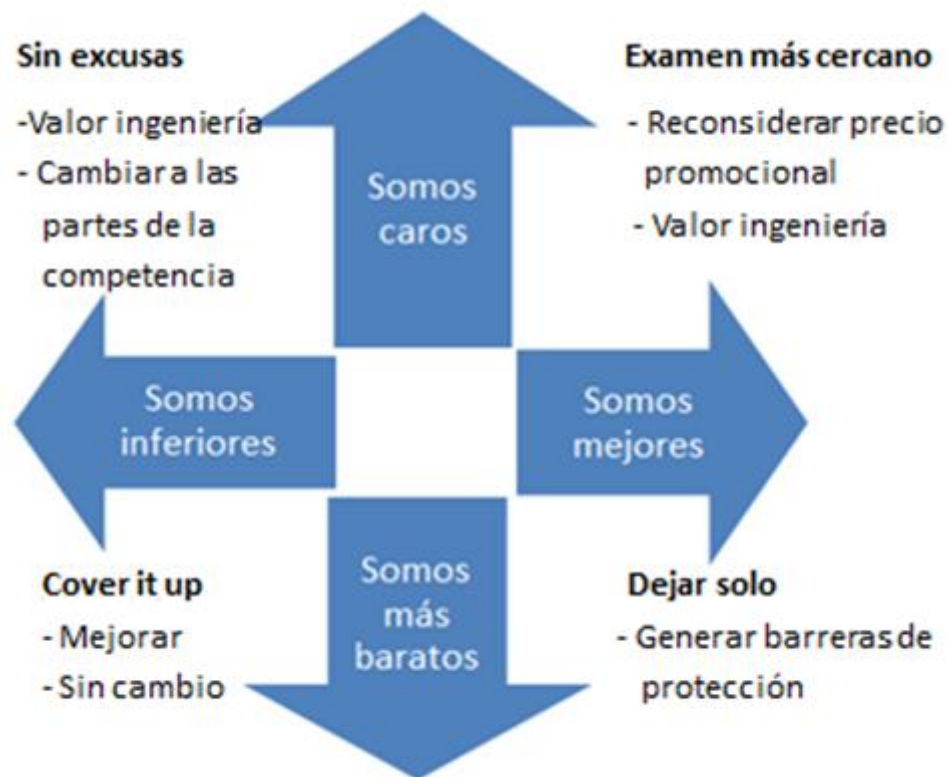 Sin excusas
-Valor ingeniería
- Cambiar a las
partes de la
competencia
Somos
caros
Examen más cercano
- Reconsiderar precio
promocional
- Valor ingeniería
Somos
inferiores
Somos
mejores
Cover it up
- Mejorar
- Sin cambio
Somos
más
baratos
Dejar solo
- Generar barreras de
protección